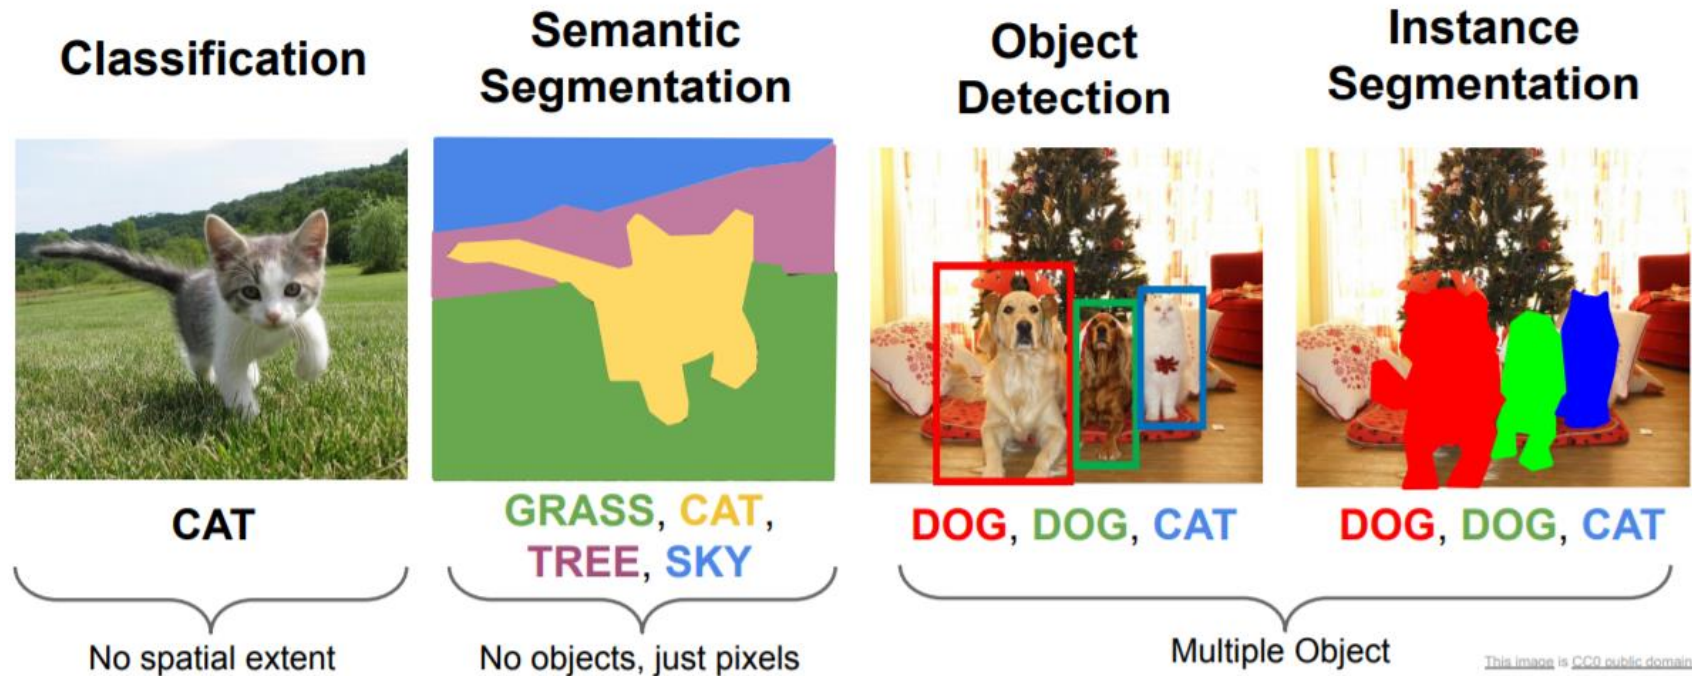 Classification
Semantic
Segmentation
Object
Detection
Instance
Segmentation
CAT
GRASS, CAT,
TREE, SKY
DOG, DOG, CAT
DOG, DOG, CAT
No spatial extent
No objects, just pixels
Multiple Object
This image is CC0 public domain